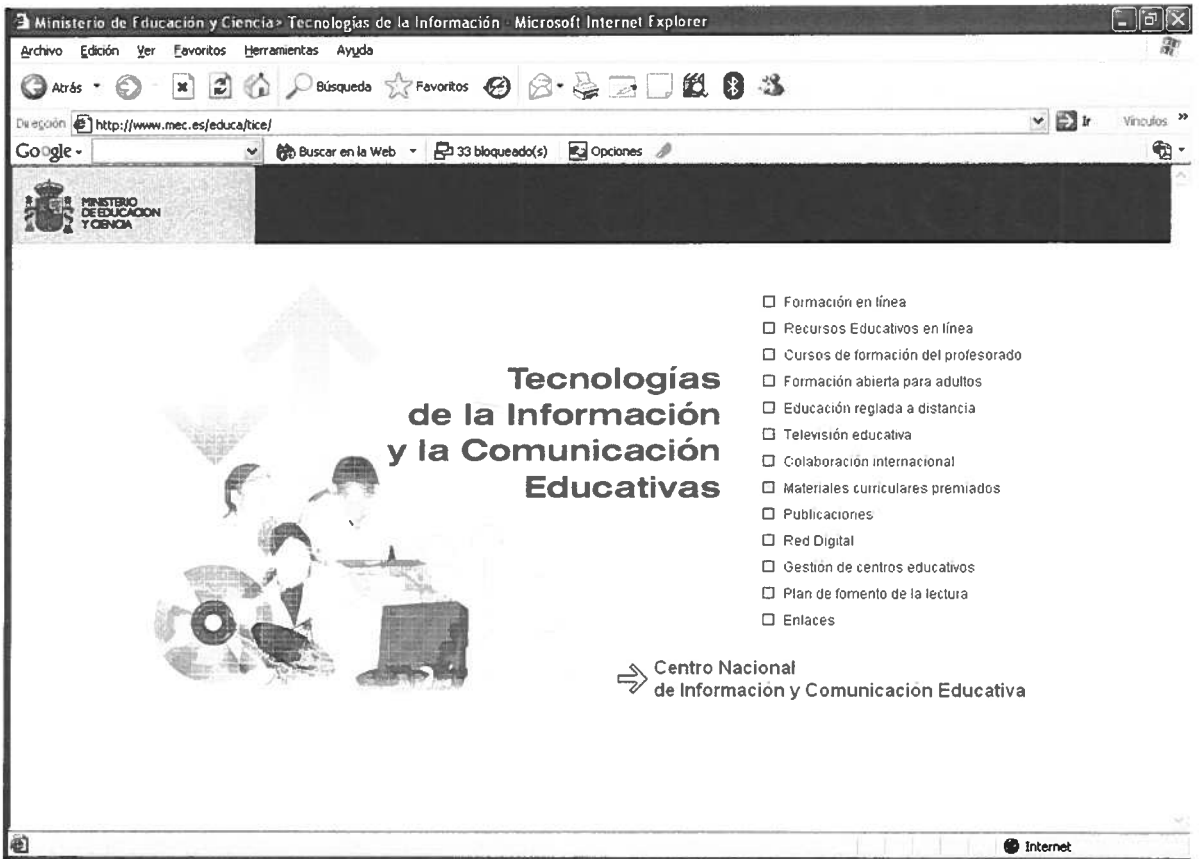 Ministerio de Educación y Ciencia> Tecnologías de la Información - Microsoft Internet Explorer
Archivo Edición Ver Favoritos Herramientas Ayuda
Atrás Búsqueda Favoritos
Dirección http://www.mec.es/educa/tice/ Ir Vínculos »
Google Buscar en la Web 33 bloqueado(s) Opciones
MINISTERIO
DE EDUCACION
Y CIENCIA
Formación en línea
Recursos Educativos en línea
Cursos de formación del profesorado
Formación abierta para adultos
Educación reglada a distancia
Televisión educativa
Colaboración internacional
Materiales curriculares premiados
Publicaciones
Red Digital
Gestión de centros educativos
Plan de fomento de la lectura
Enlaces
Tecnologías
de la Información
y la Comunicación
Educativas
Centro Nacional
de Información y Comunicación Educativa
Internet